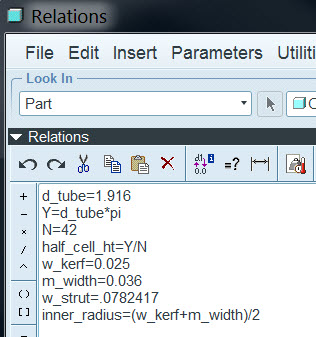 Relations
File Edit Insert Parameters
Look In
Part
Relations
=?
+
d_tube=1.916
- Y=d_tube*pi
× N=42
/ half_cell_ht=Y/N
w_kerf=0.025
^ m_width=0.036
w_strut=.0782417
() inner_radius=(w_kerf+m_width)/2
[]